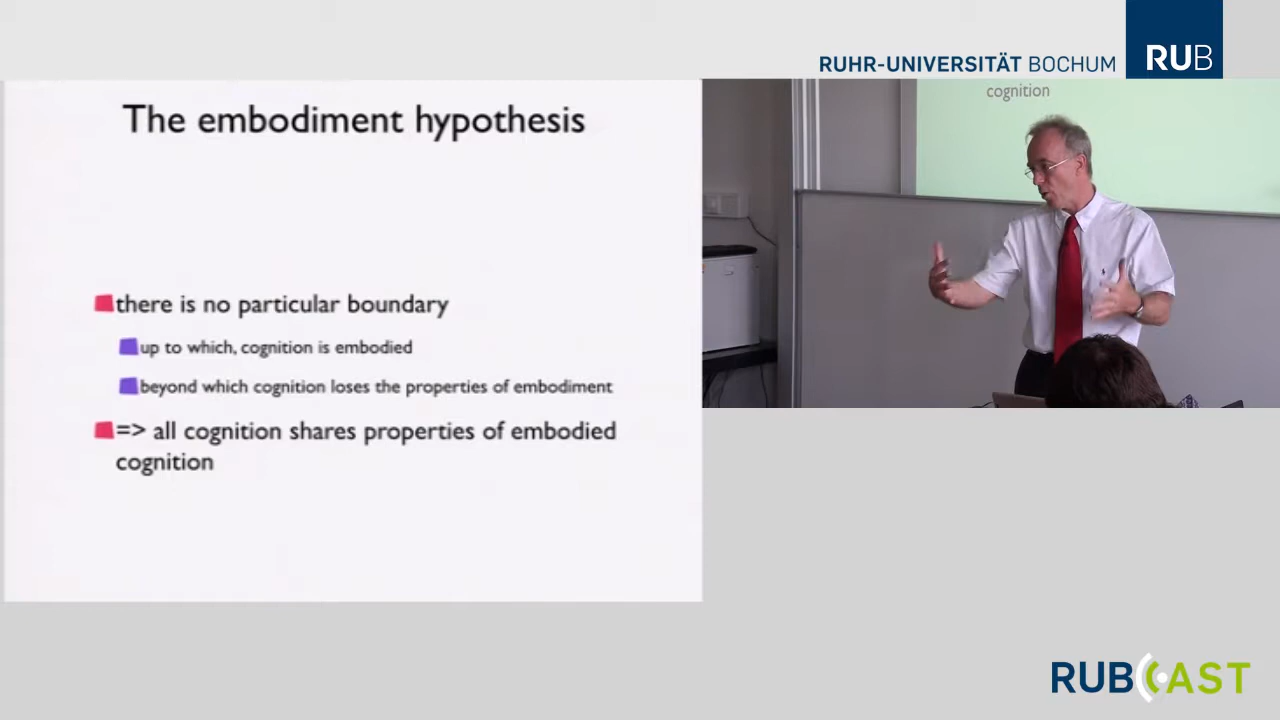 RUHR-UNIVERSITÄT BOCHUM
RUB
The embodiment hypothesis
cognition
there is no particular boundary
up to which, cognition is embodied
beyond which cognition loses the properties of embodiment
=> all cognition shares properties of embodied
cognition
RUBCAST